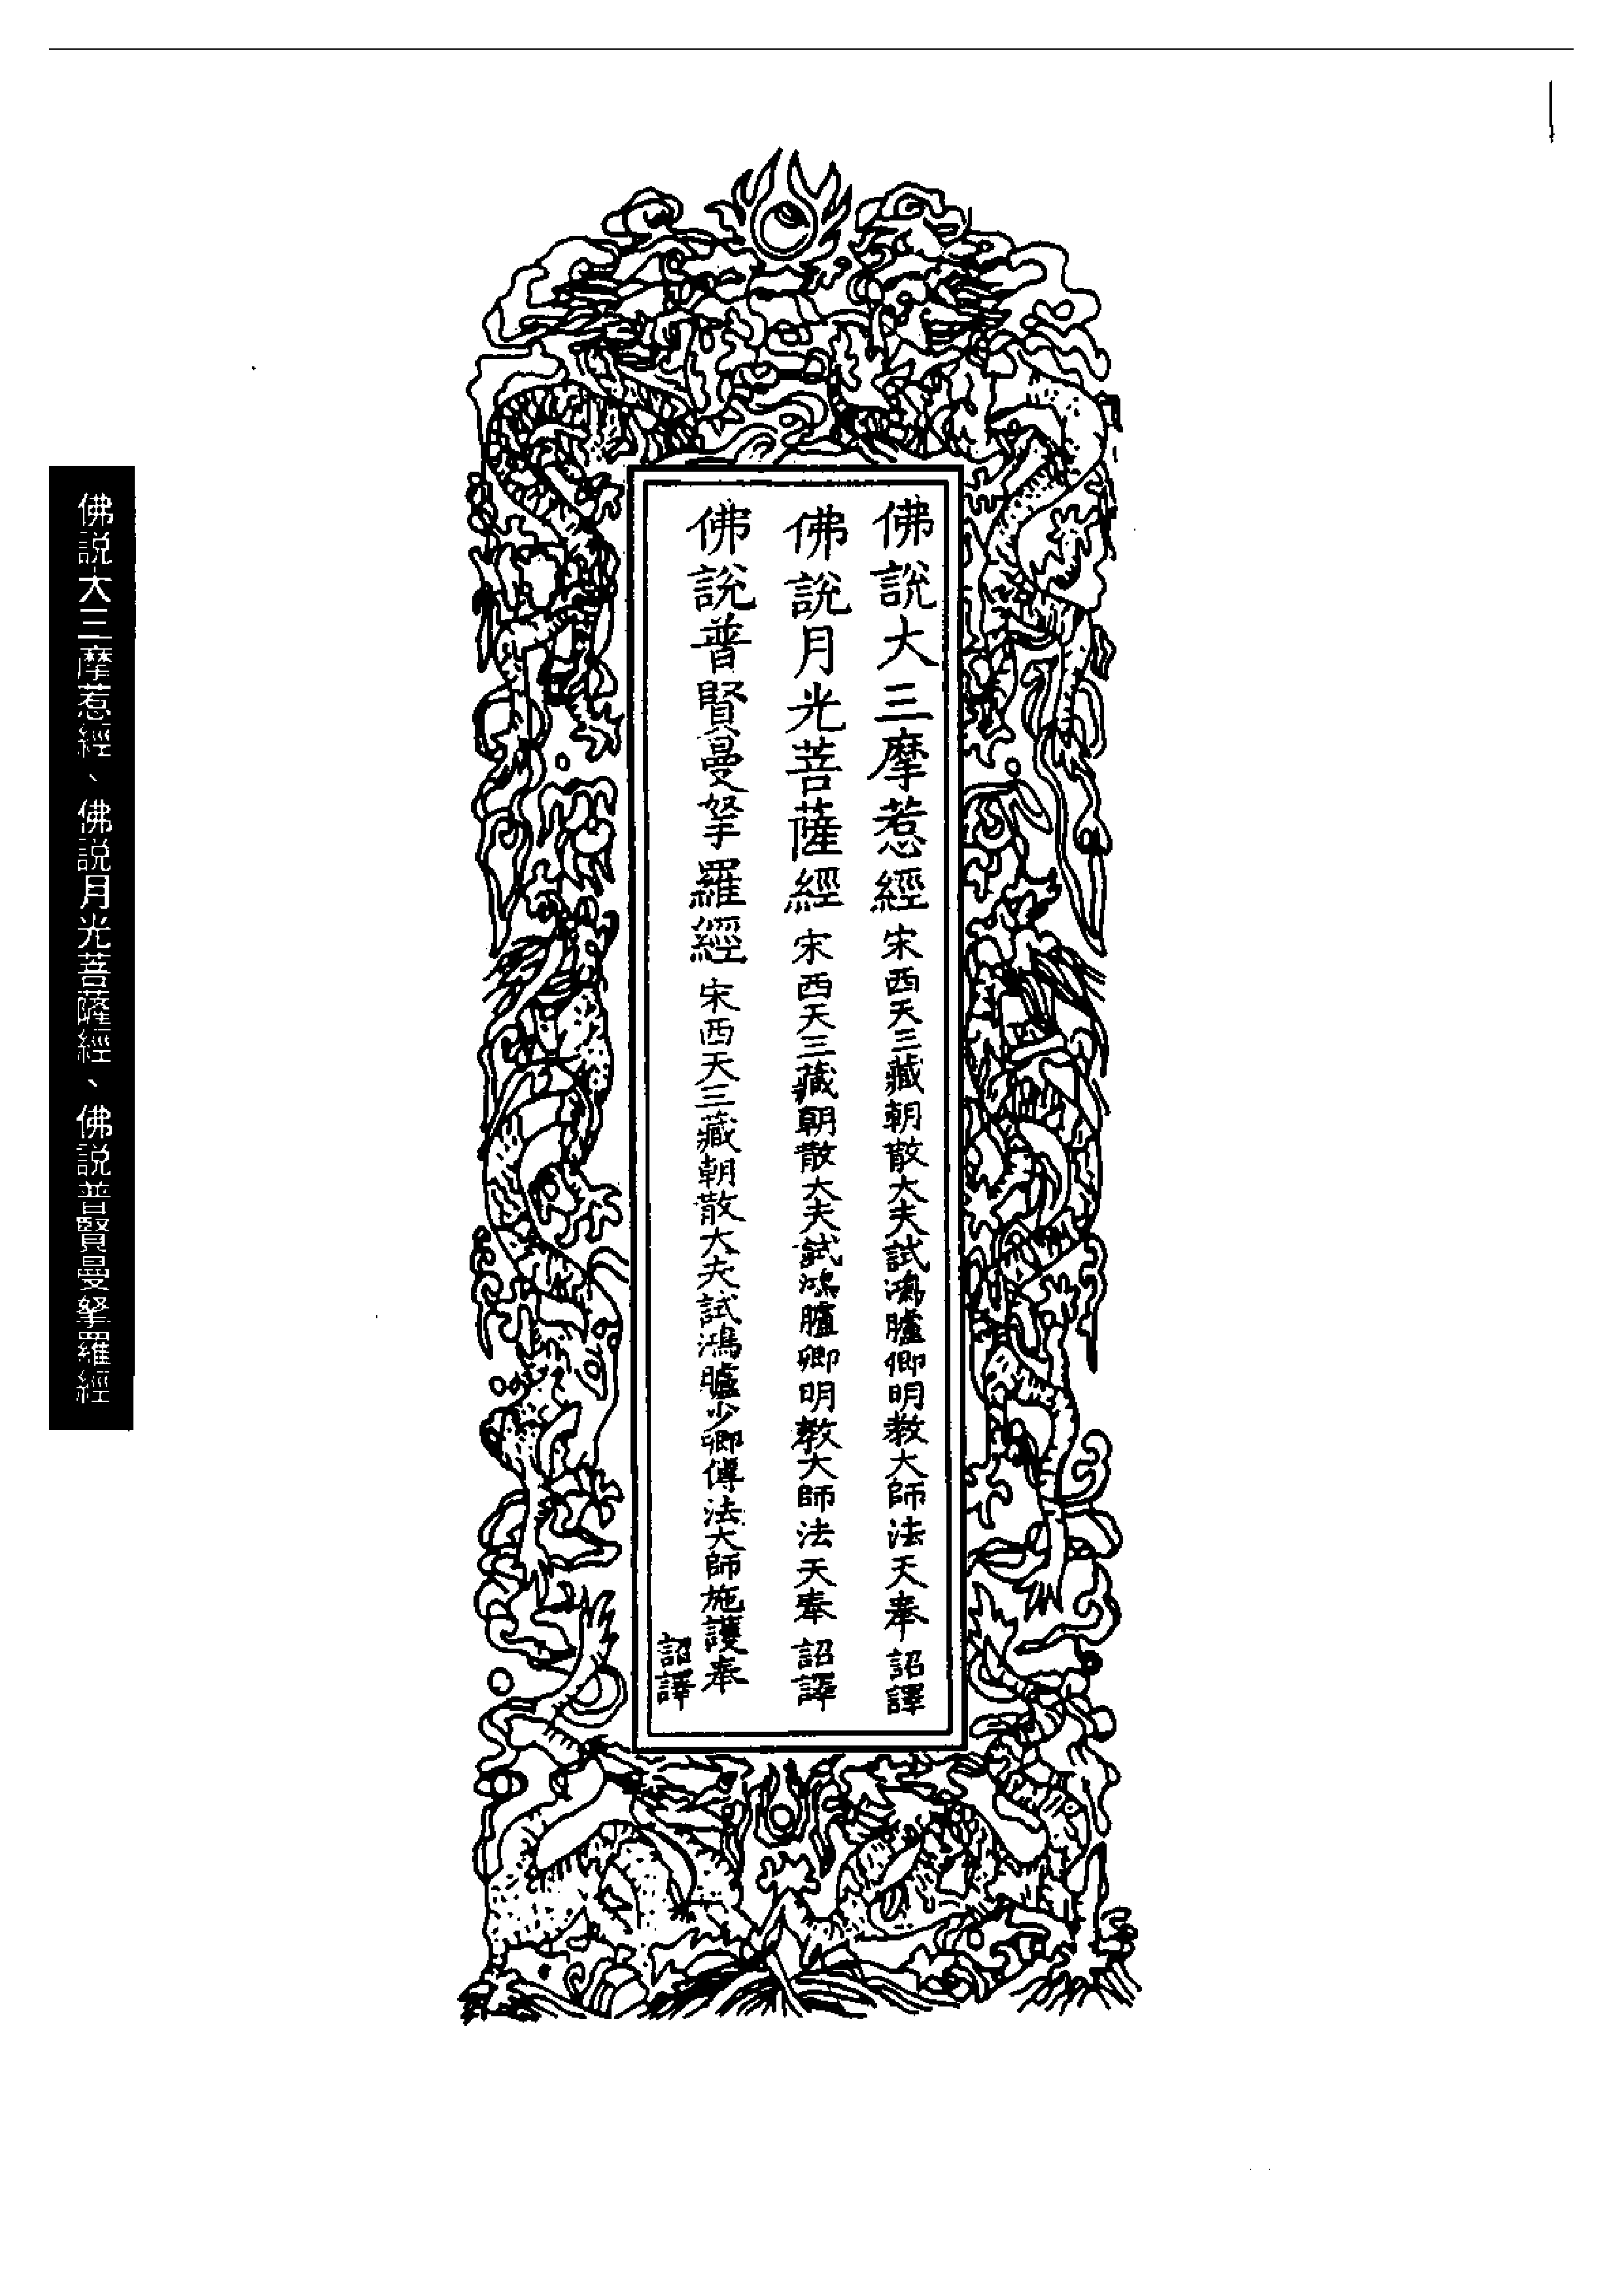 佛說大三摩惹經 宋西天三藏朝散大夫試鴻臚卿明教大師法天奉 詔譯
佛說月光菩薩經 宋西天三藏朝散大夫試鴻臚卿明教大師法天奉 詔譯
佛說普賢曼拏羅經 宋西天三藏朝散大夫試鴻臚少卿傳法大師施護奉
詔譯
佛説大三摩惹經、佛説月光菩薩經、佛説普賢曼拏羅經